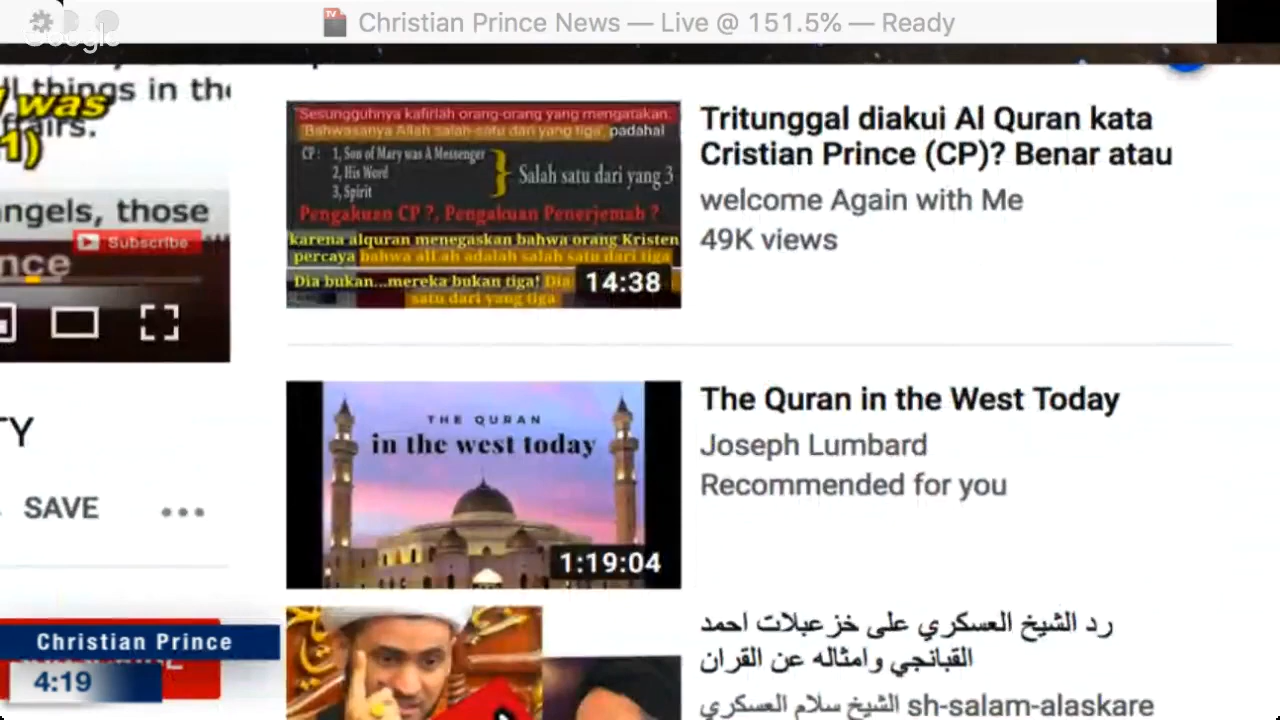 Christian Prince News — Live @ 151.5% — Ready
Google
things in the
was
ffairs.
1)
ngels, those
Subscribe
nce
TY
SAVE
Christian Prince
4:19
"Sesungguhnya kafirlah orang-orang yang mengatakan:
"Bahwasanya Allah salah satu dari yang tiga", padahal
CP : 1, Son of Mary was A Messenger
2, His Word
3, Spirit
Salah satu dari yang 3
Pengakuan CP ?, Pengakuan Penerjemah ?
karena alquran menegaskan bahwa orang Kristen
percaya bahwa alLah adalah salah satu dari tiga
Dia bukan...mereka bukan tiga! Dia
satu dari yang tiga
14:38
Tritunggal diakui Al Quran kata
Cristian Prince (CP)? Benar atau
welcome Again with Me
49K views
THE QURAN
in the west today
1:19:04
The Quran in the West Today
Joseph Lumbard
Recommended for you
رد الشيخ العسكري على خزعبلات احمد
القبانجي وامثاله عن القران
الشيخ سلام العسكري sh-salam-alaskare